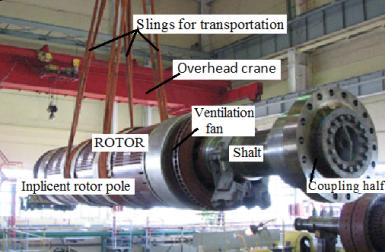 Slings for transportation
Overhead crane
Ventilation
fan
ROTOR
Shalt
Inplicent rotor pole
Coupling half